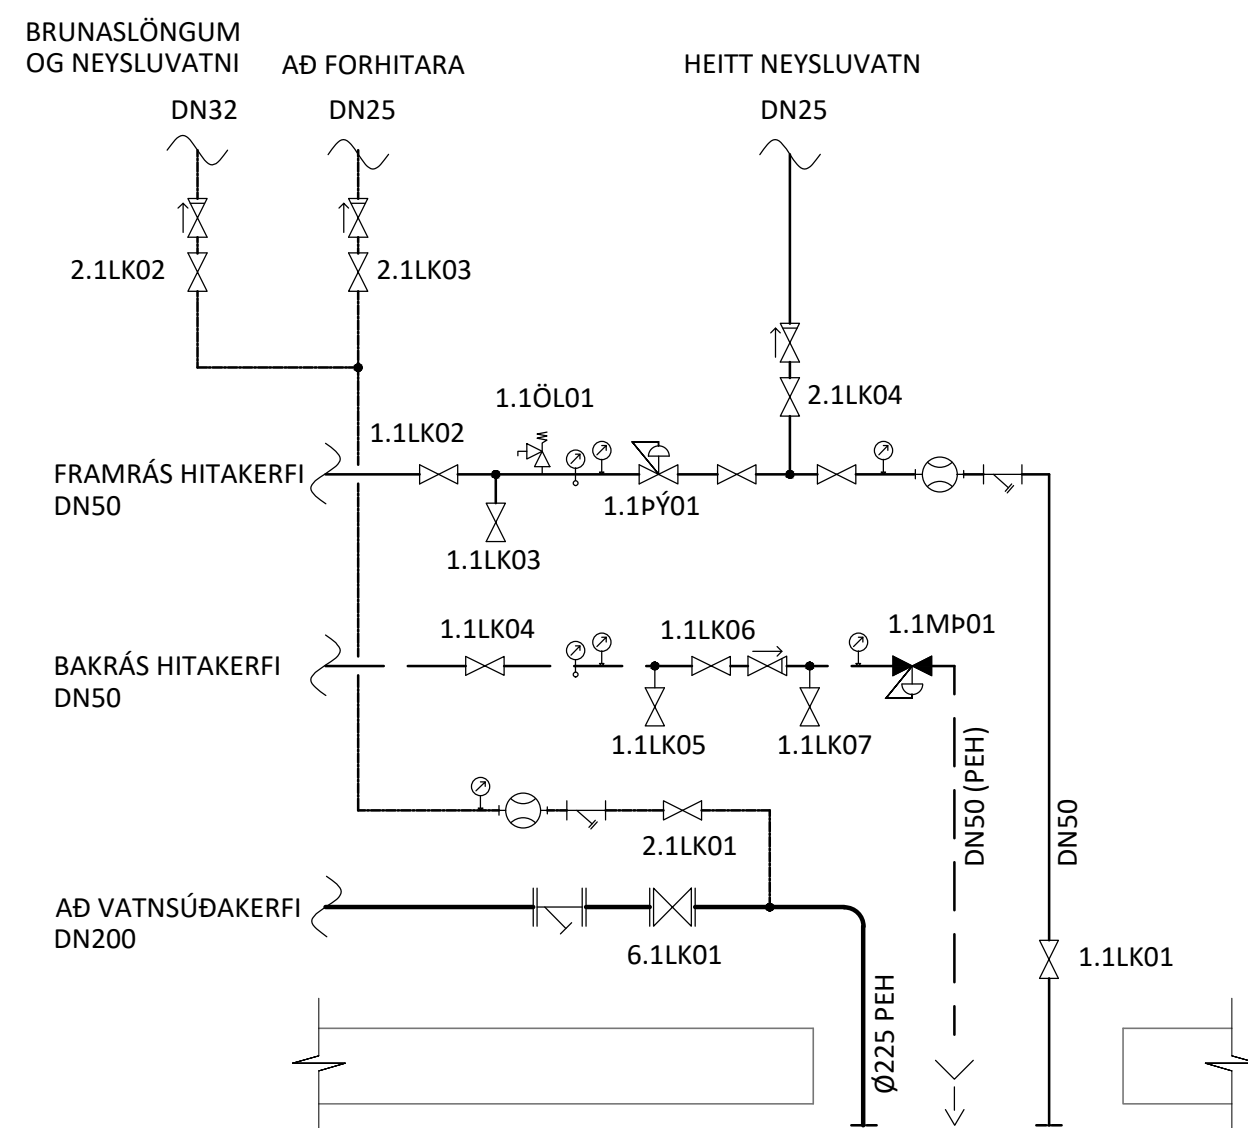 BRUNASLÖNGUM
OG NEYSLUVATNI
DN32
AÐ FORHITARA
DN25
HEITT NEYSLUVATN
DN25
2.1LK02
2.1LK03
2.1LK04
1.1ÖL01
1.1LK02
FRAMRÁS HITAKERFI
DN50
1.1ÞÝ01
1.1LK03
1.1LK04
1.1LK06
1.1MÞ01
BAKRÁS HITAKERFI
DN50
1.1LK05
1.1LK07
DN50 (PEH)
DN50
2.1LK01
AÐ VATNSÚÐAKERFI
DN200
6.1LK01
1.1LK01
Ø225 PEH